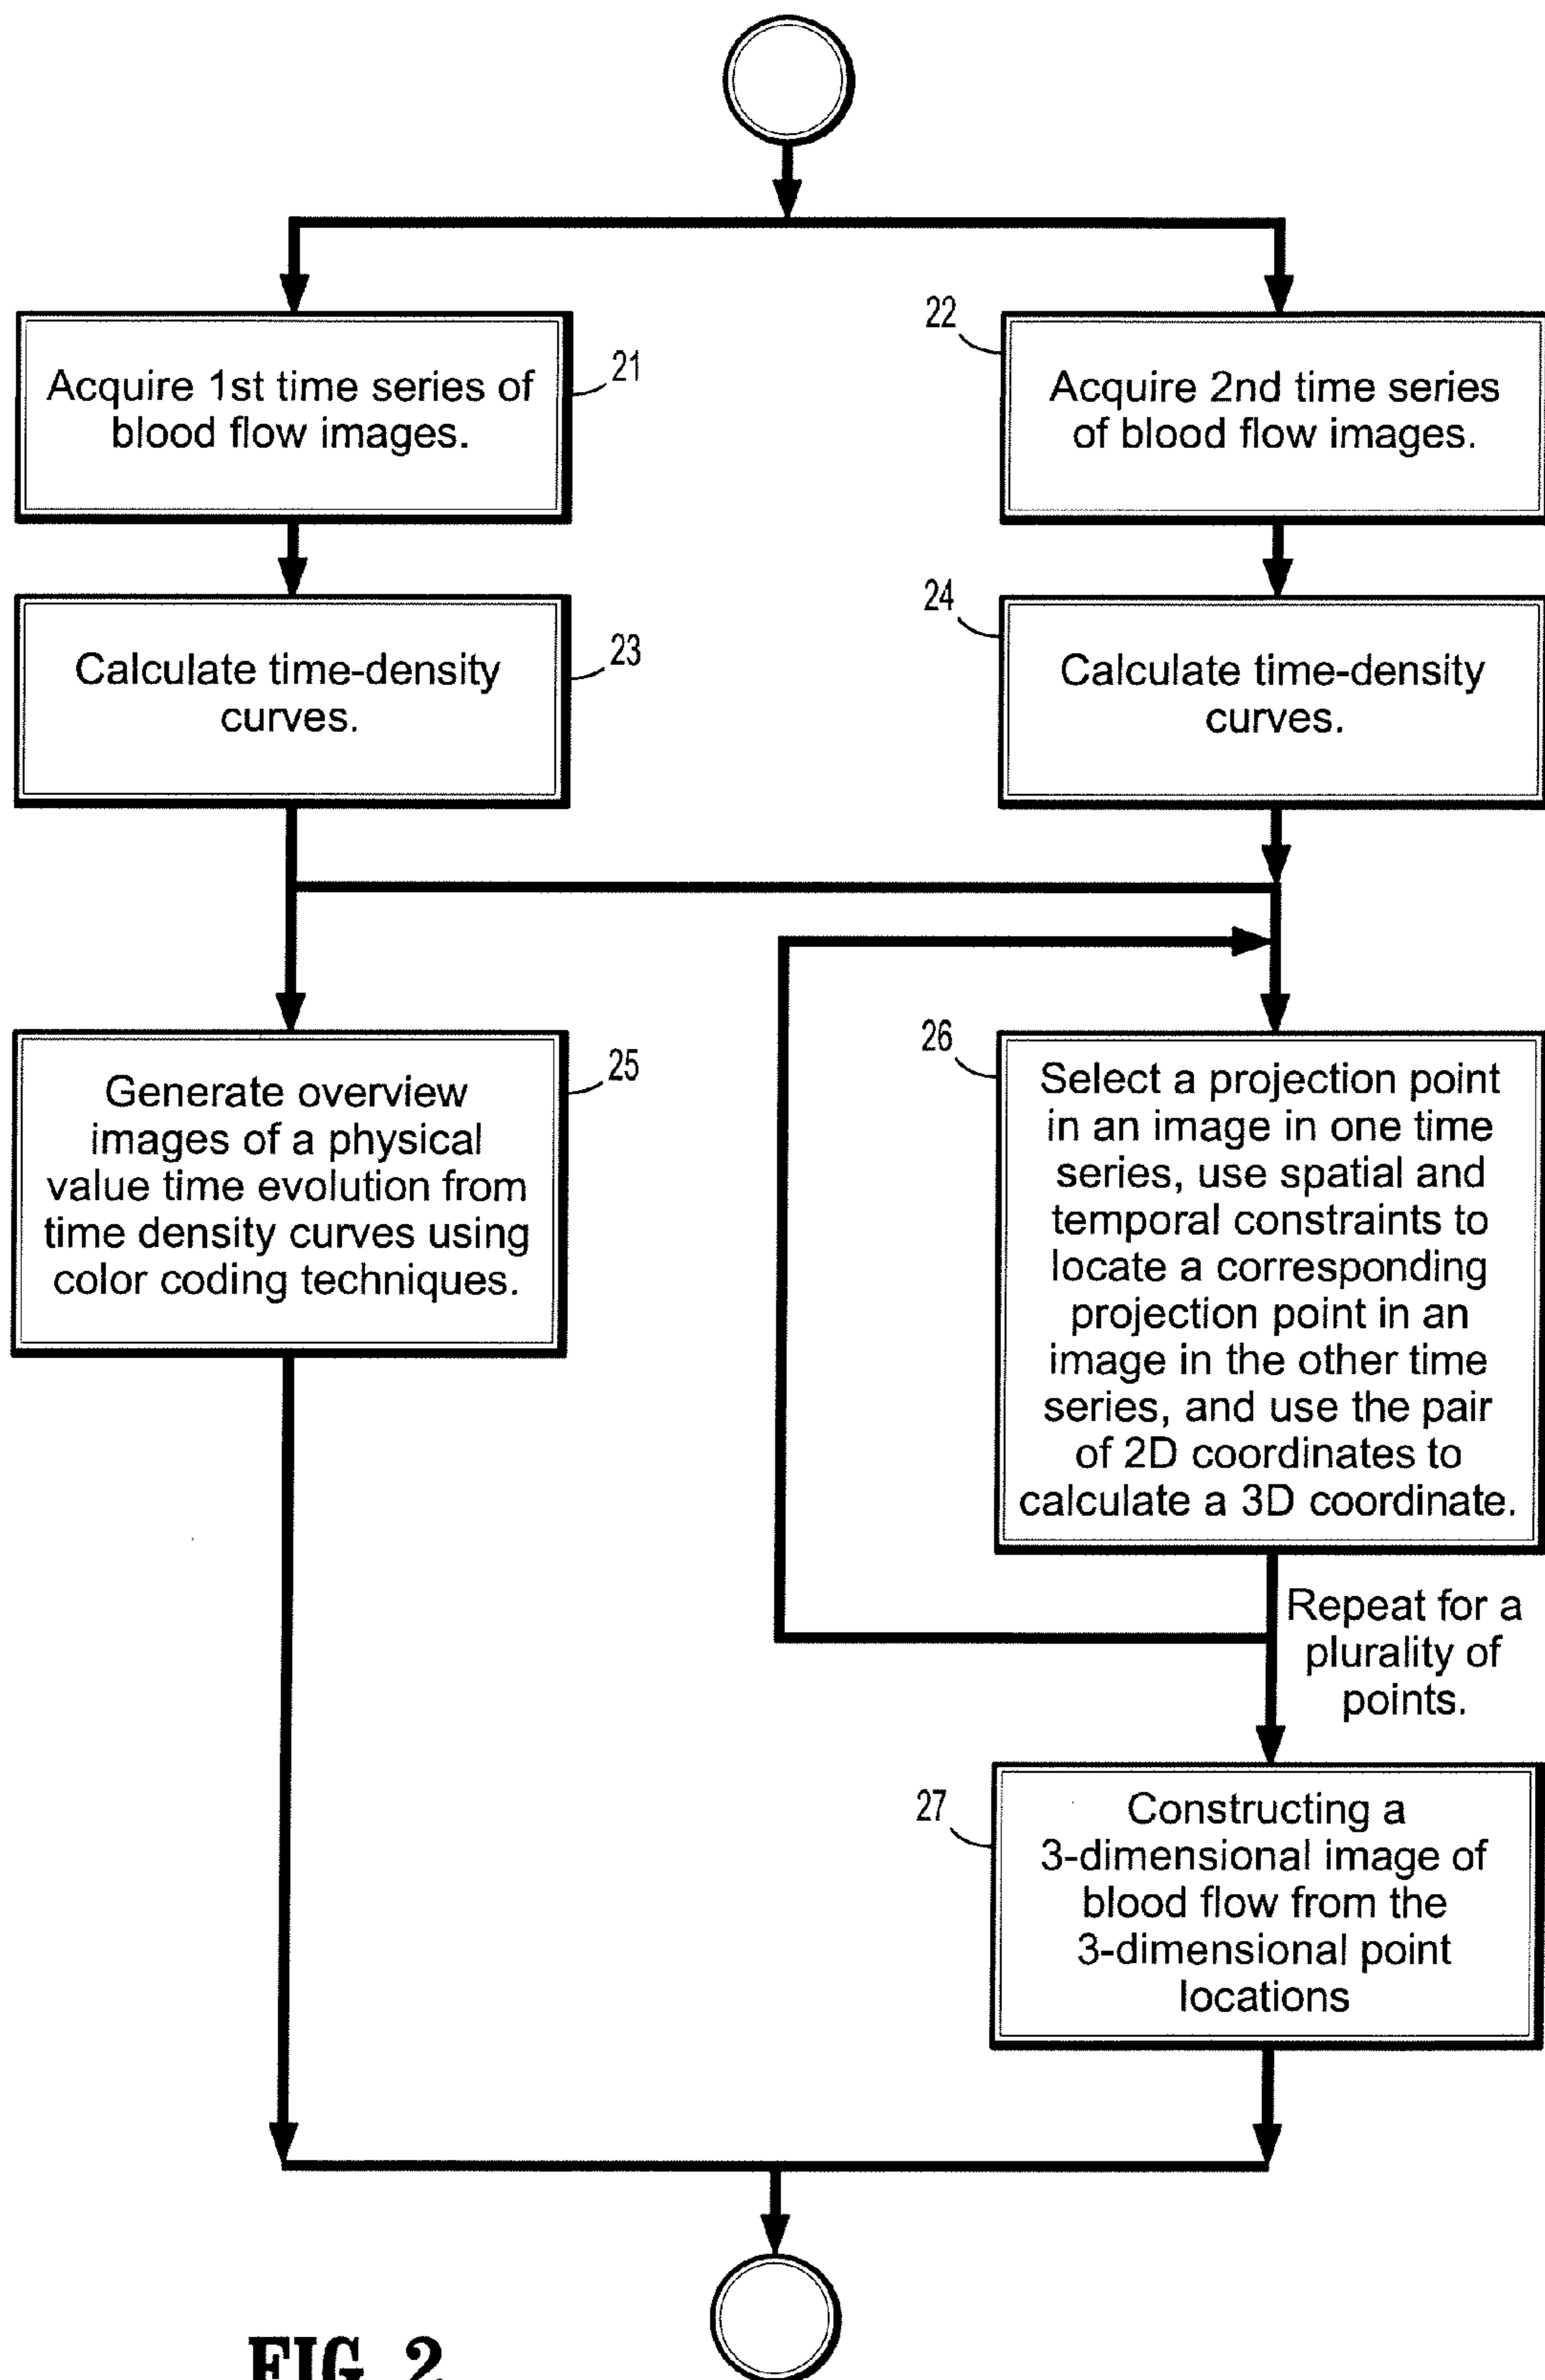 21
Acquire 1st time series of
blood flow images.
22
Acquire 2nd time series
of blood flow images.
23
Calculate time-density
curves.
24
Calculate time-density
curves.
25
Generate overview
images of a physical
value time evolution from
time density curves using
color coding techniques.
26
Select a projection point
in an image in one time
series, use spatial and
temporal constraints to
locate a corresponding
projection point in an
image in the other time
series, and use the pair
of 2D coordinates to
calculate a 3D coordinate.
Repeat for a
plurality of
points.
27
Constructing a
3-dimensional image of
blood flow from the
3-dimensional point
locations
FIG. 2